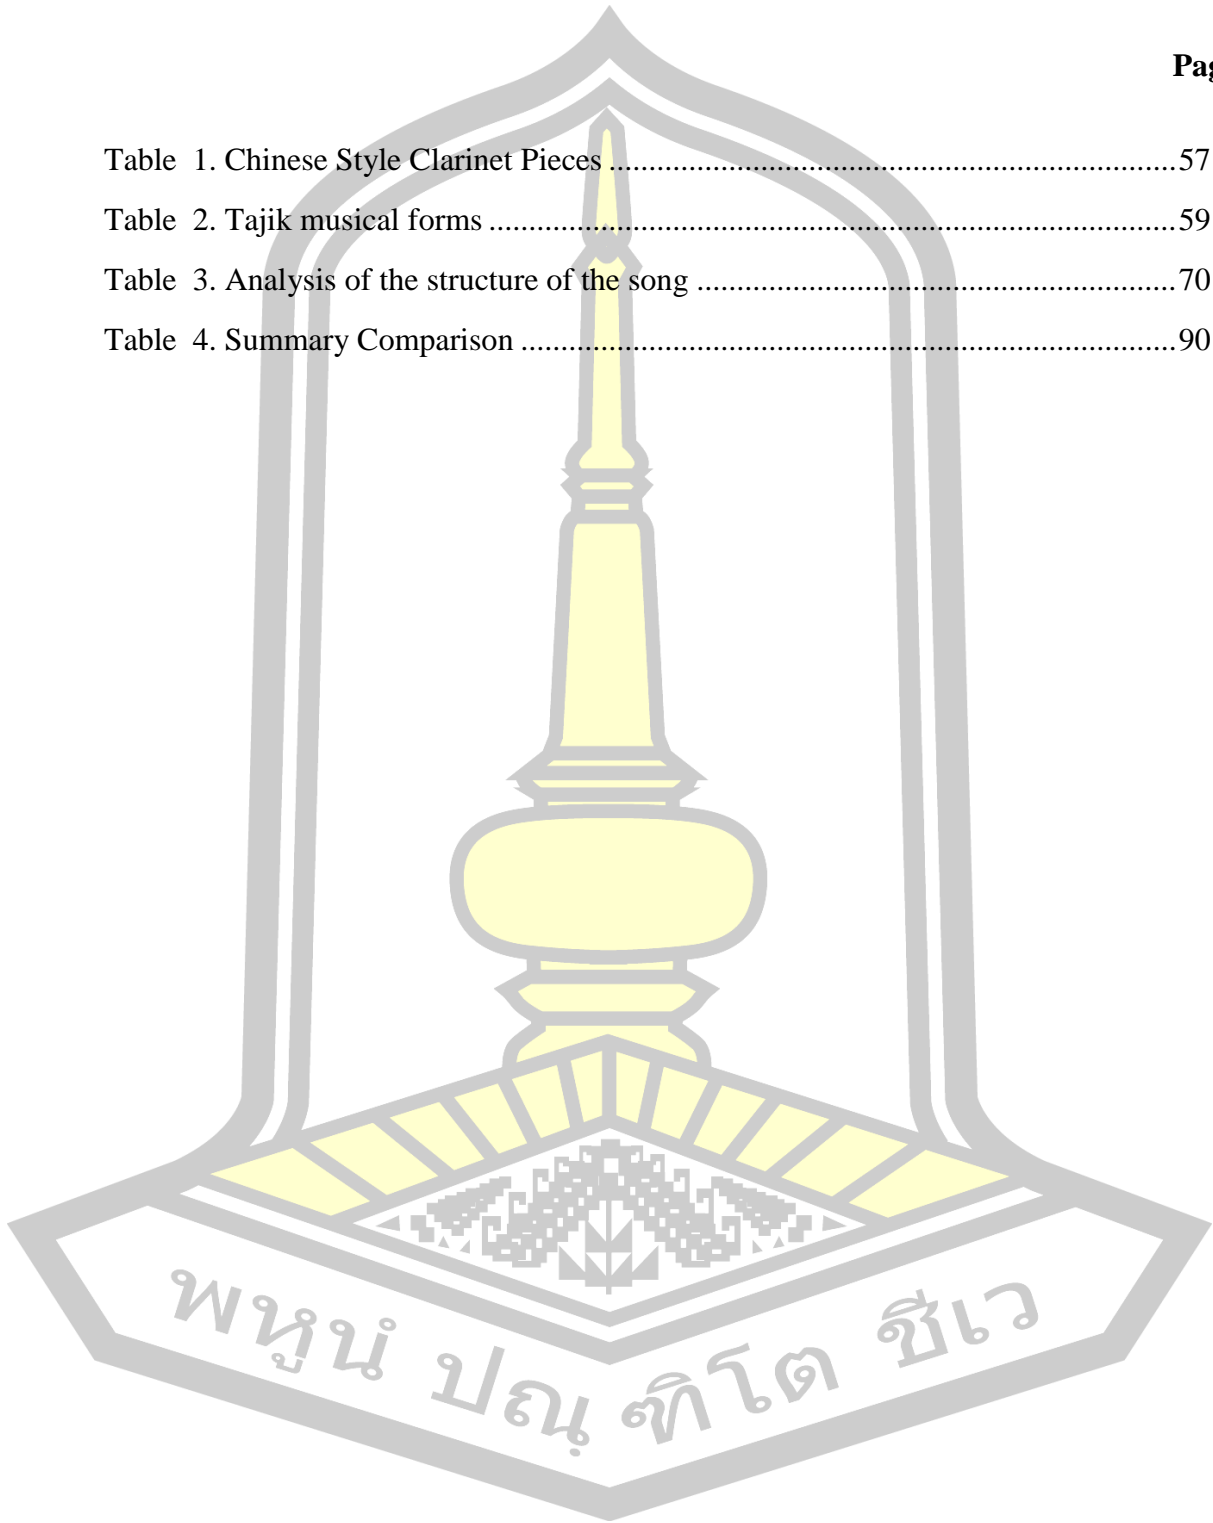 Pag
Table 1. Chinese Style Clarinet Pieces ........................................................................ 57
Table 2. Tajik musical forms ........................................................................ 59
Table 3. Analysis of the structure of the song ........................................................................ 70
Table 4. Summary Comparison ........................................................................ 90
พหูนํ ปณฺฑิโต ชีเว